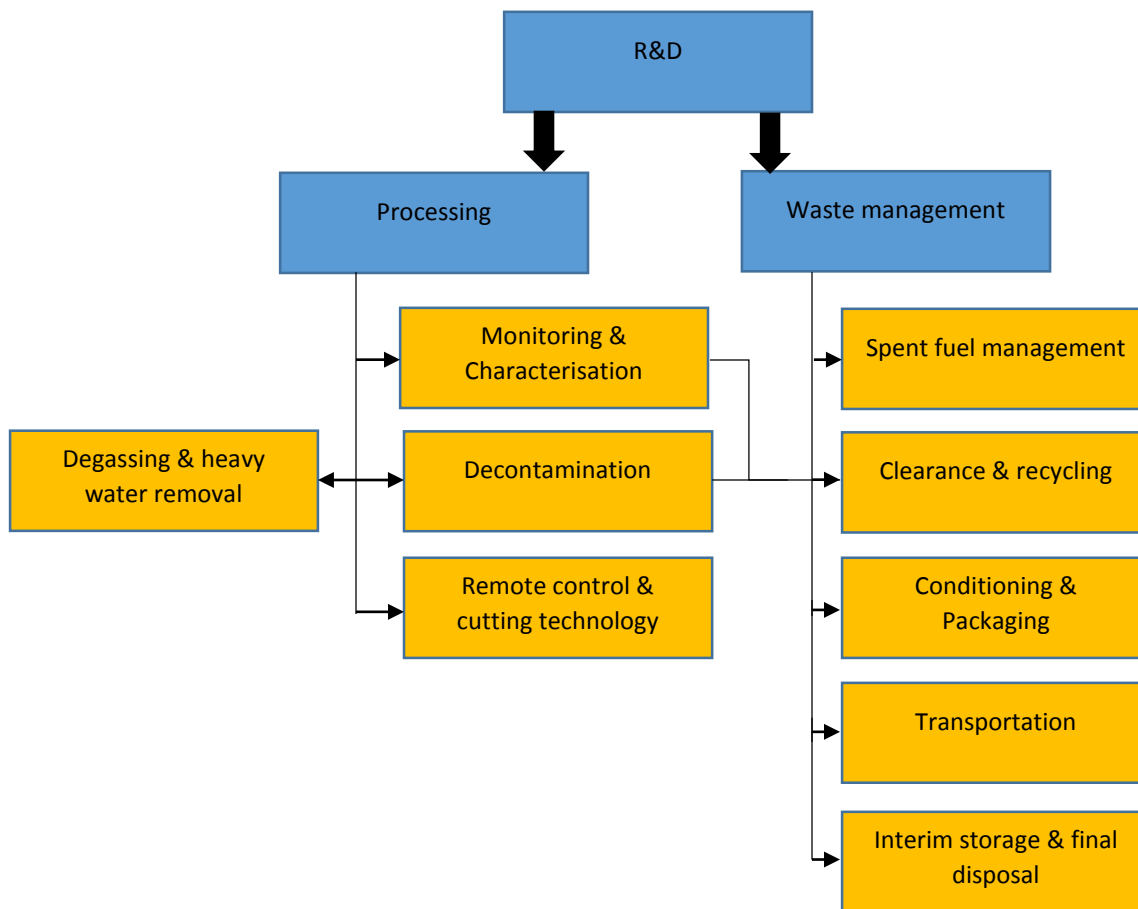 R&D
Processing
Waste management
Monitoring &
Characterisation
Spent fuel management
Degassing & heavy
water removal
Decontamination
Clearance & recycling
Remote control &
cutting technology
Conditioning &
Packaging
Transportation
Interim storage & final
disposal